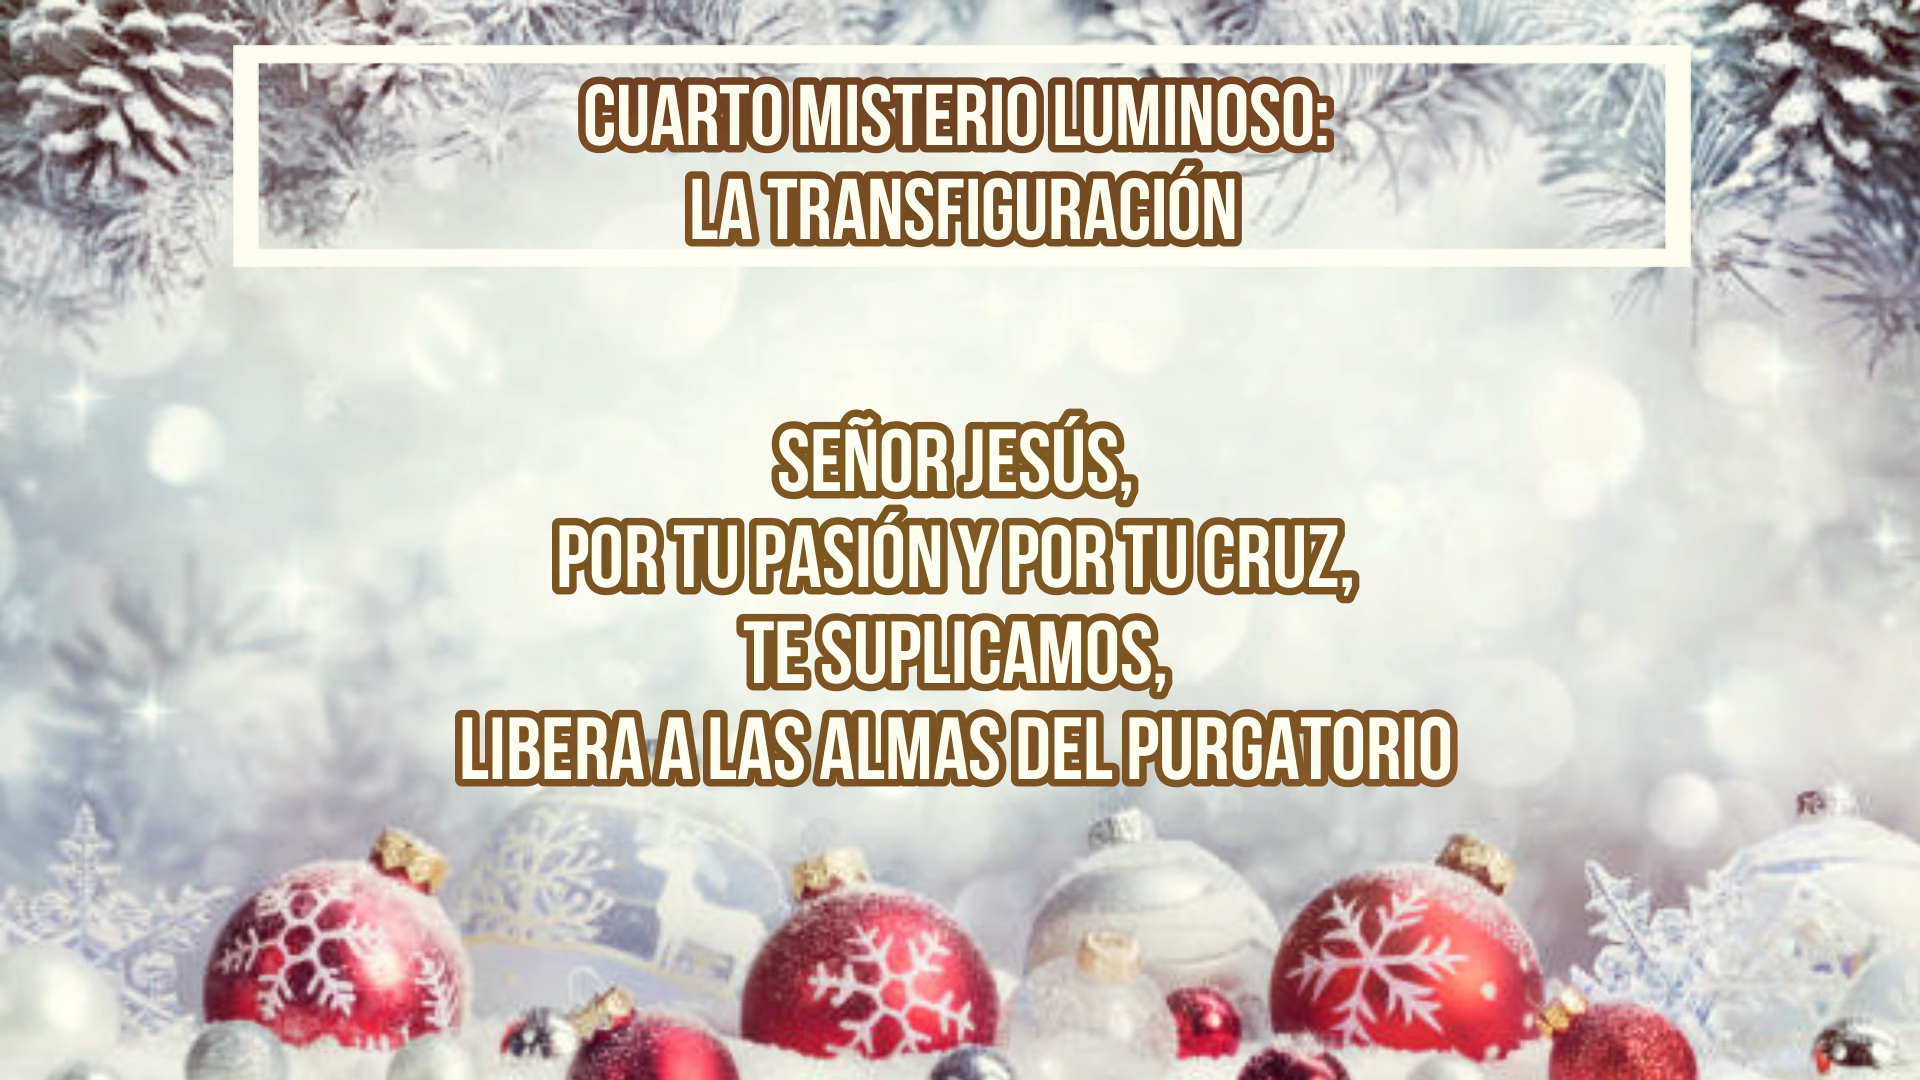 CUARTO MISTERIO LUMINOSO:
LA TRANSFIGURACIÓN
SEÑOR JESÚS,
POR TU PASIÓN Y POR TU CRUZ,
TE SUPLICAMOS,
LIBERA A LAS ALMAS DEL PURGATORIO